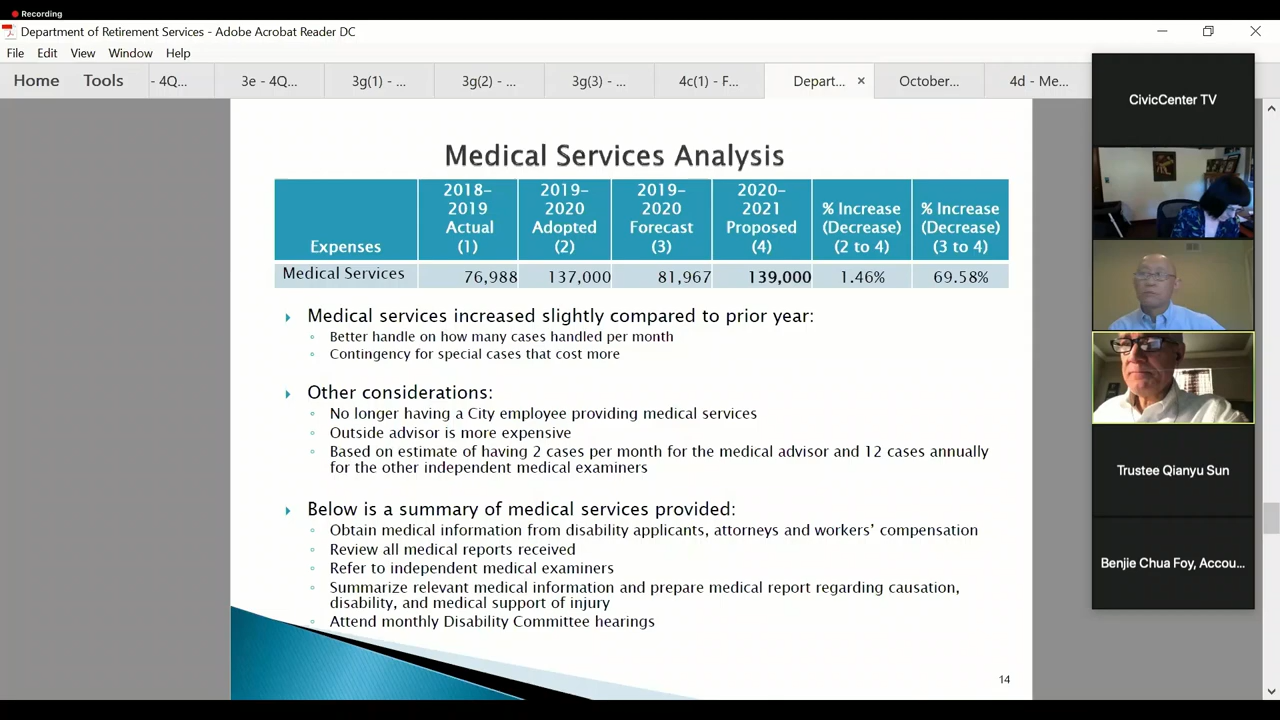 Recording
Department of Retirement Services - Adobe Acrobat Reader DC
File Edit View Window Help
Home Tools - 4Q... 3e - 4Q... 3g(1) - ... 3g(2) - ... 3g(3) - ... 4c(1) - F... Depart... × October... 4d - Me...
CivicCenter TV
Trustee Qianyu Sun
Benjie Chua Foy, Accou...
Medical Services Analysis
Expenses 2018-2019 Actual (1) 2019-2020 Adopted (2) 2019-2020 Forecast (3) 2020-2021 Proposed (4) % Increase (Decrease) (2 to 4) % Increase (Decrease) (3 to 4)
Medical Services 76,988 137,000 81,967 139,000 1.46% 69.58%
Medical services increased slightly compared to prior year:
Better handle on how many cases handled per month
Contingency for special cases that cost more
Other considerations:
No longer having a City employee providing medical services
Outside advisor is more expensive
Based on estimate of having 2 cases per month for the medical advisor and 12 cases annually
for the other independent medical examiners
Below is a summary of medical services provided:
Obtain medical information from disability applicants, attorneys and workers' compensation
Review all medical reports received
Refer to independent medical examiners
Summarize relevant medical information and prepare medical report regarding causation,
disability, and medical support of injury
Attend monthly Disability Committee hearings
14